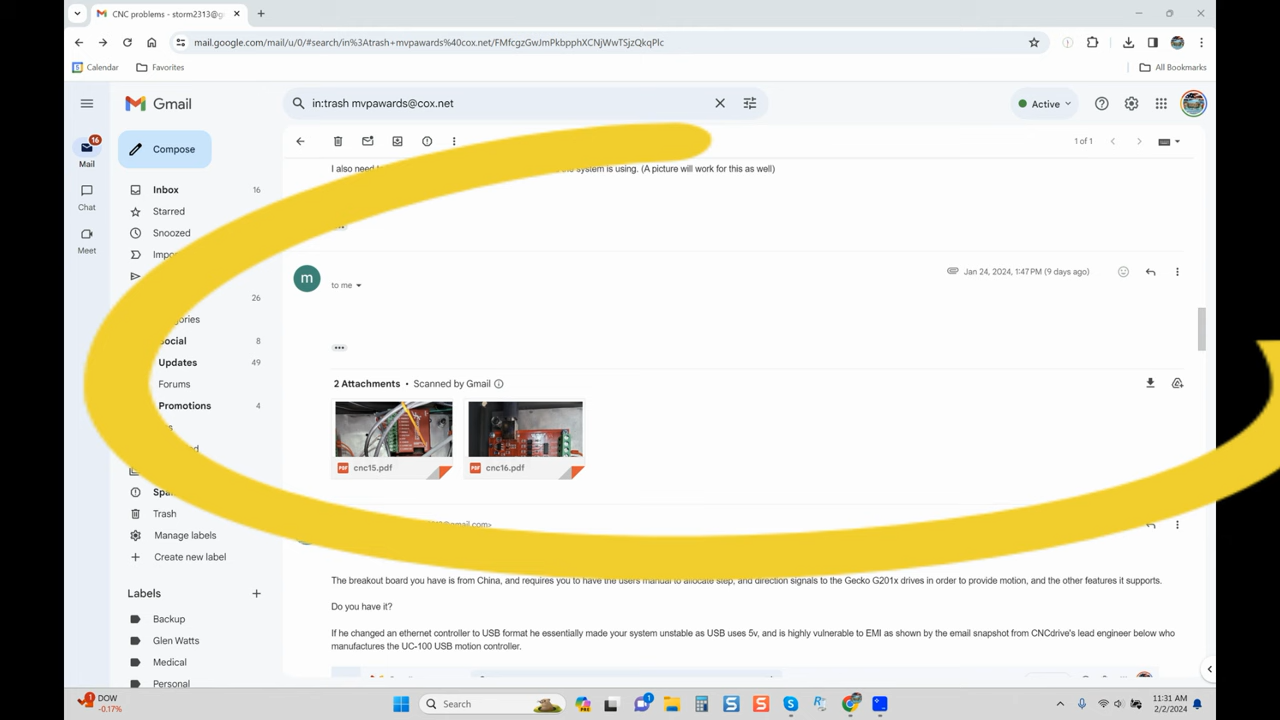 CNC problems - storm2313@g
mail.google.com/mail/u/0/#search/in%3Atrash+mvpawards%40cox.net/FMfcgzGwJmPkbpphXCNjWwTSjzQkqPlc
Calendar
Favorites
All Bookmarks
Gmail
in:trash mvpawards@cox.net
Active
16
Mail
Chat
Meet
Compose
Inbox 16
Starred
Snoozed
26
Social 8
Updates 49
Forums
Promotions 4
Trash
Manage labels
Create new label
Labels
Backup
Glen Watts
Medical
Personal
1 of 1
I also need system is using. (A picture will work for this as well)
m
to me
Jan 24, 2024, 1:47 PM (9 days ago)
2 Attachments • Scanned by Gmail
cnc15.pdf
cnc16.pdf
The breakout board you have is from China, and requires you to have the users manual to allocate step, and direction signals to the Gecko G201x drives in order to provide motion, and the other features it supports.
Do you have it?
If he changed an ethernet controller to USB format he essentially made your system unstable as USB uses 5v, and is highly vulnerable to EMI as shown by the email snapshot from CNCdrive's lead engineer below who
manufactures the UC-100 USB motion controller.
1
DOW
-0.17%
Search
1
11:31 AM
2/2/2024